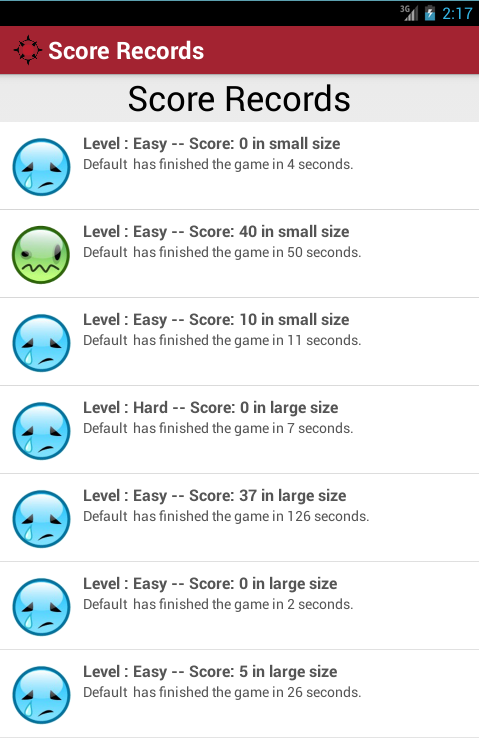 3G 2:17
Score Records
Score Records
Level : Easy -- Score: 0 in small size
Default has finished the game in 4 seconds.
Level : Easy -- Score: 40 in small size
Default has finished the game in 50 seconds.
Level : Easy -- Score: 10 in small size
Default has finished the game in 11 seconds.
Level : Hard -- Score: 0 in large size
Default has finished the game in 7 seconds.
Level : Easy -- Score: 37 in large size
Default has finished the game in 126 seconds.
Level : Easy -- Score: 0 in large size
Default has finished the game in 2 seconds.
Level : Easy -- Score: 5 in large size
Default has finished the game in 26 seconds.